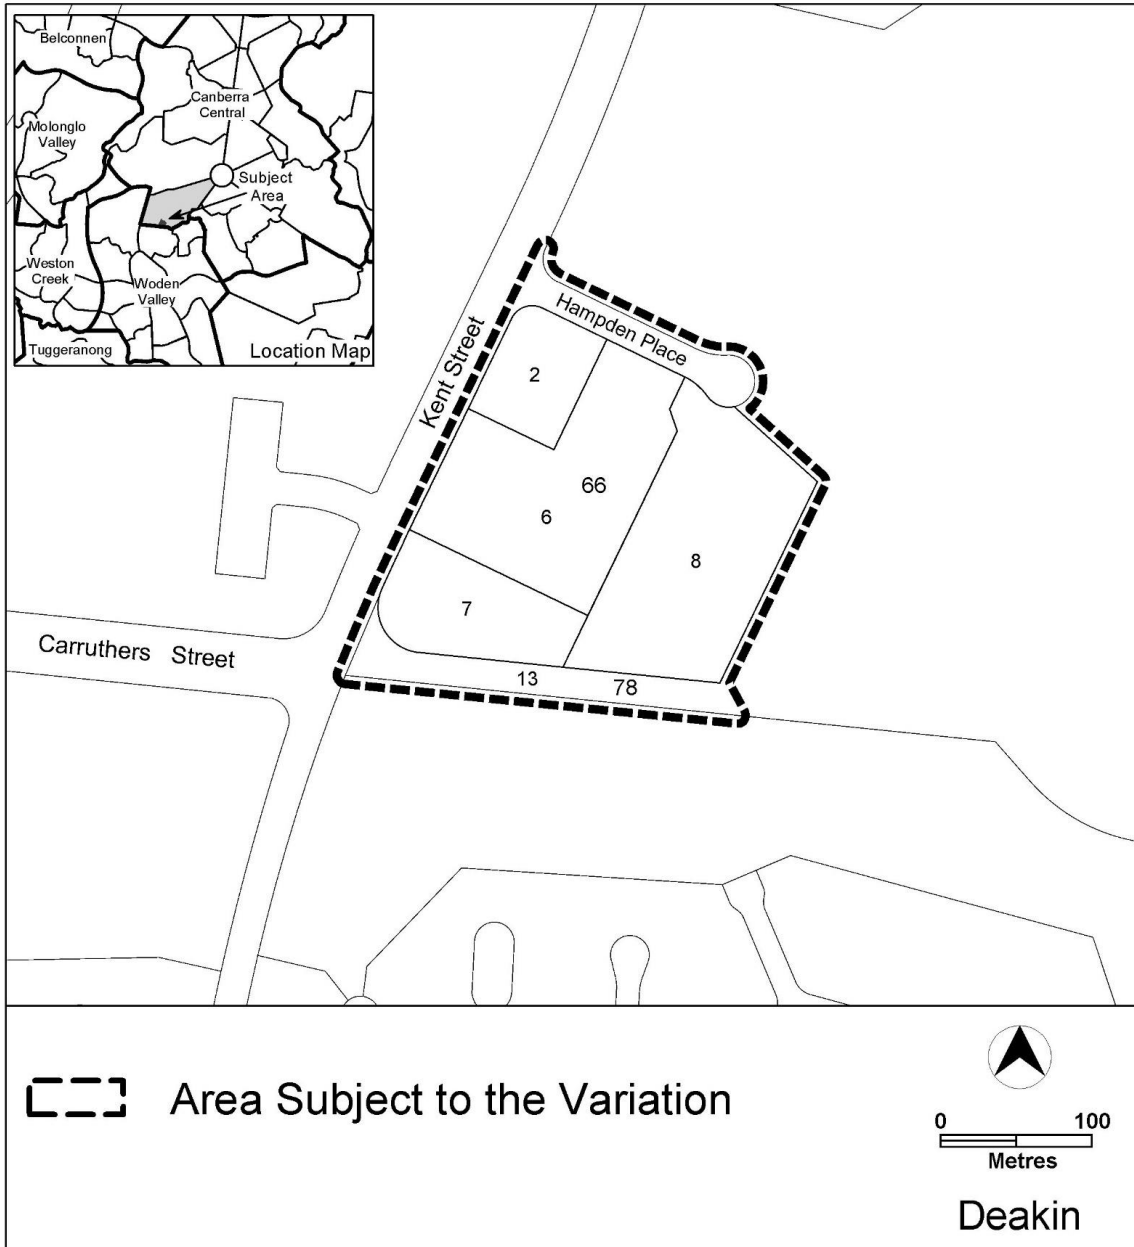 Belconnen
Canberra
Central
Molonglo
Valley
Subject
Area
Weston
Creek
Woden
Valley
Tuggeranong
Location Map
Hampden Place
Kent Street
2
66
6
8
7
Carruthers Street
13
78
Area Subject to the Variation
0 100
Metres
Deakin